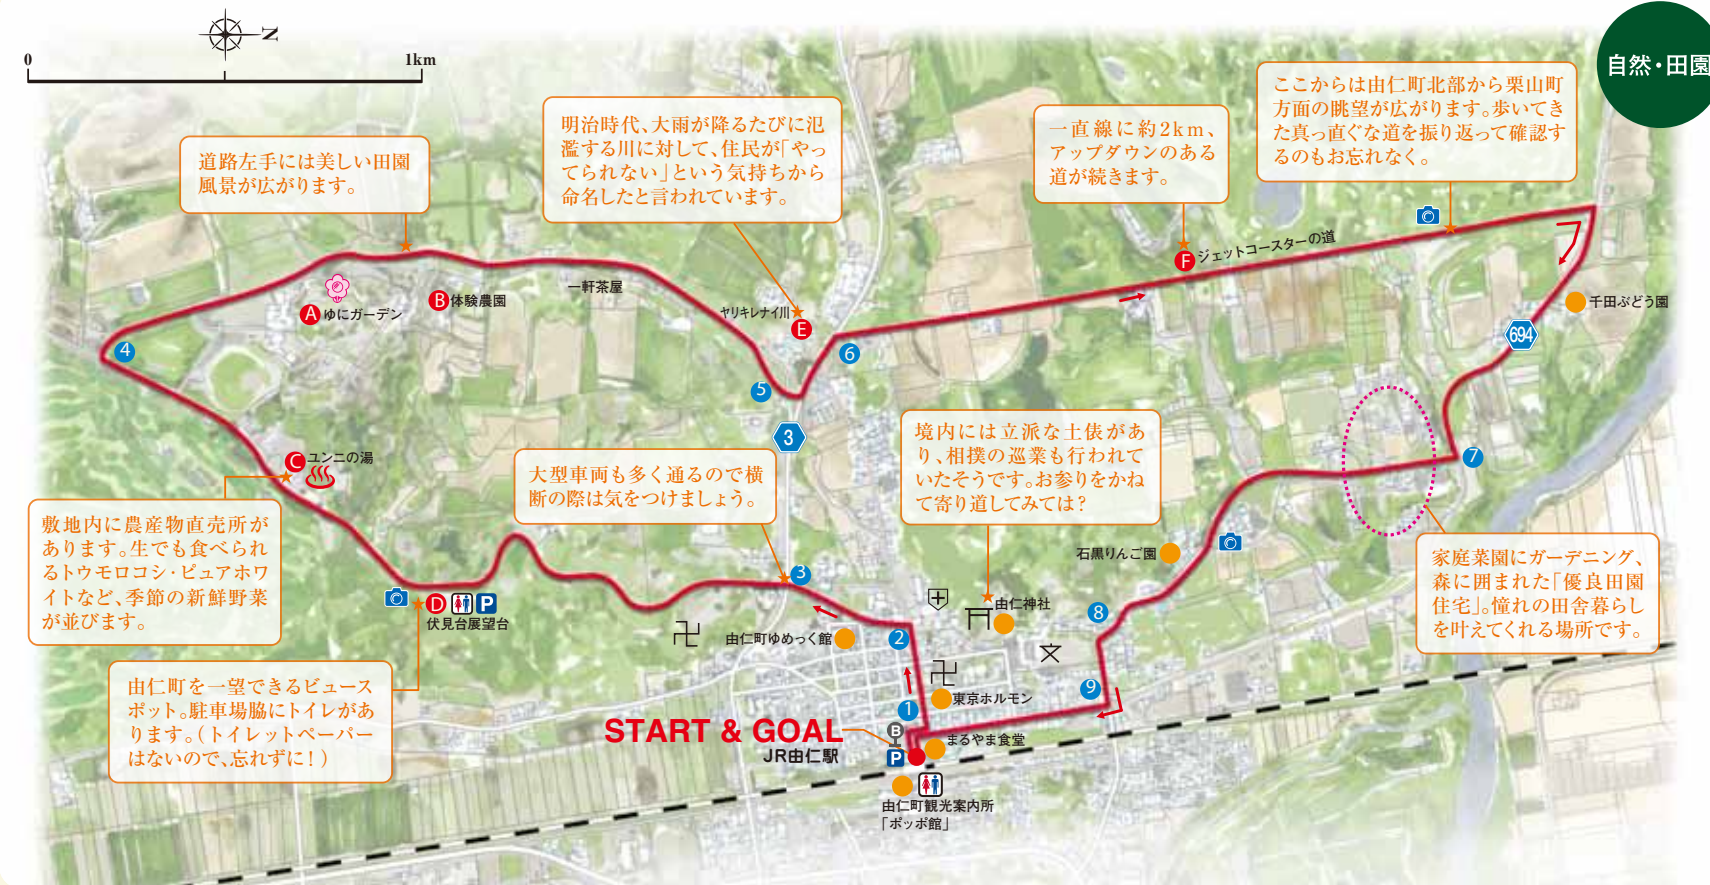 N
0
1km
自然・田園
道路左手には美しい田園
風景が広がります。
明治時代、大雨が降るたびに氾
濫する川に対して、住民が「やっ
てられない」という気持ちから
命名したと言われています。
一直線に約2km、
アップダウンのある
道が続きます。
ここからは由仁町北部から栗山町
方面の眺望が広がります。歩いてき
た真っ直ぐな道を振り返って確認す
るのもお忘れなく。
F ジェットコースターの道
千田ぶどう園
694
A ゆにガーデン
B 体験農園
一軒茶屋
ヤリキレナイ川
E
4
5
6
3
7
C ユンニの湯
敷地内に農産物直売所が
あります。生でも食べられ
るトウモロコシ・ピュアホワ
イトなど、季節の新鮮野菜
が並びます。
大型車両も多く通るので横
断の際は気をつけましょう。
境内には立派な土俵があ
り、相撲の巡業も行われて
いたそうです。お参りをかね
て寄り道してみては?
石黒りんご園
家庭菜園にガーデニング、
森に囲まれた「優良田園
住宅」。憧れの田舎暮らし
を叶えてくれる場所です。
3
D
P
伏見台展望台
由仁神社
8
由仁町ゆめっく館
2
文
由仁町を一望できるビュース
ポット。駐車場脇にトイレがあ
ります。(トイレットペーパー
はないので、忘れずに!)
9
東京ホルモン
1
START & GOAL
JR由仁駅
B
P
まるやま食堂
由仁町観光案内所
「ポッポ館」